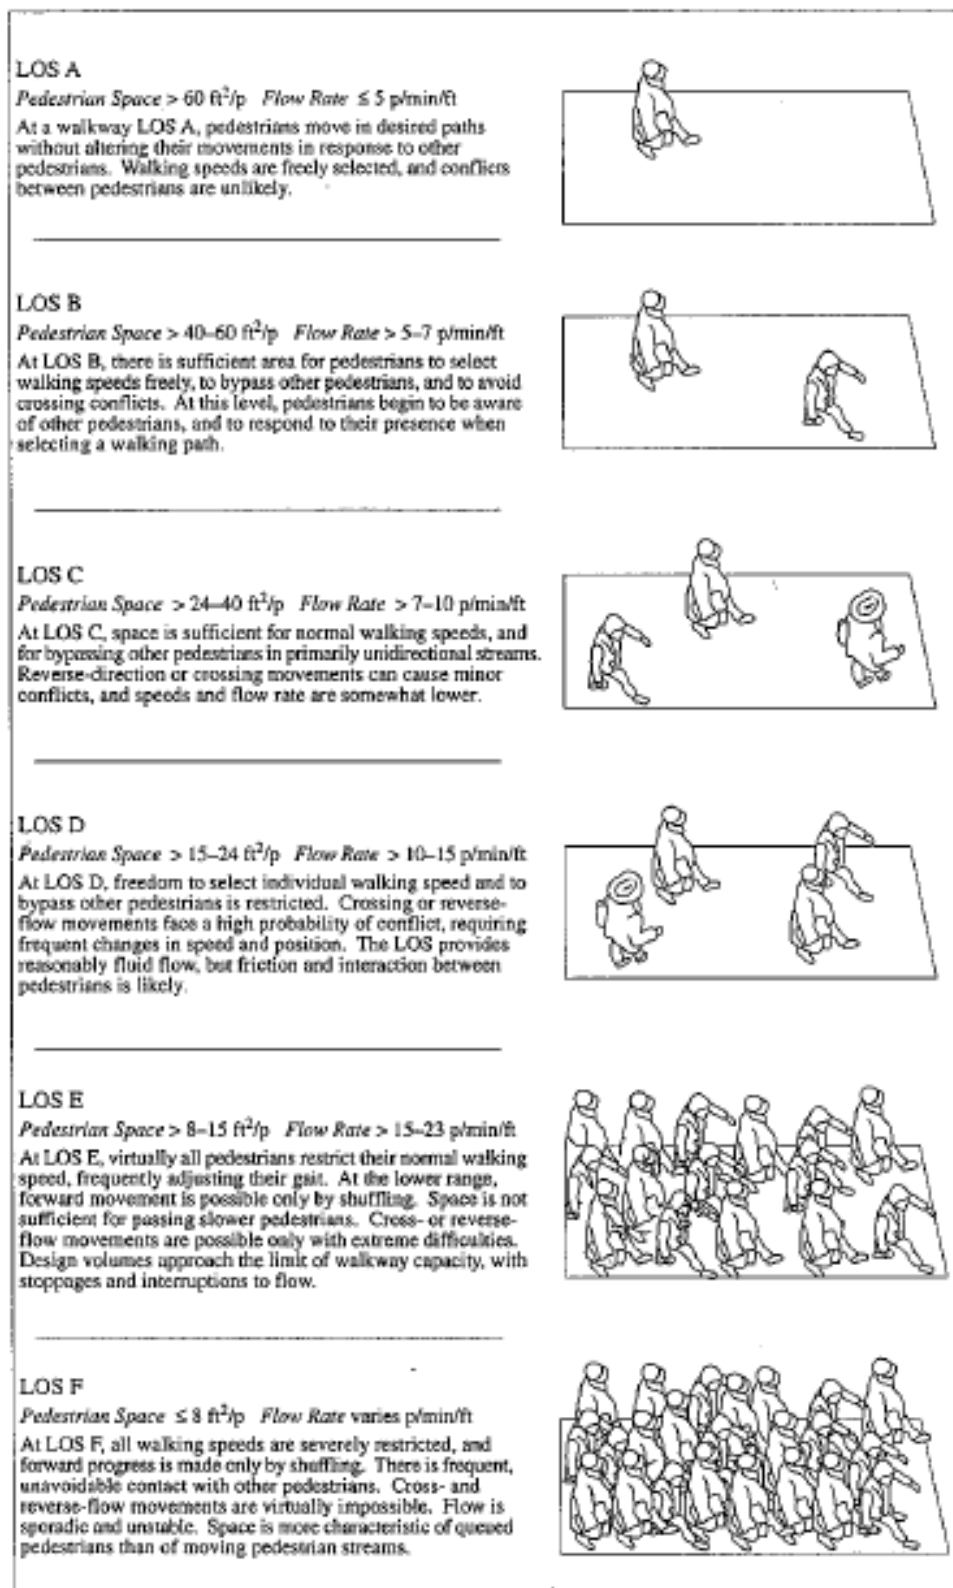 LOS A
Pedestrian Space > 60 ft²/p Flow Rate ≤ 5 p/min/ft
At a walkway LOS A, pedestrians move in desired paths
without altering their movements in response to other
pedestrians. Walking speeds are freely selected, and conflicts
between pedestrians are unlikely.
LOS B
Pedestrian Space > 40–60 ft²/p Flow Rate > 5–7 p/min/ft
At LOS B, there is sufficient area for pedestrians to select
walking speeds freely, to bypass other pedestrians, and to avoid
crossing conflicts. At this level, pedestrians begin to be aware
of other pedestrians, and to respond to their presence when
selecting a walking path.
LOS C
Pedestrian Space > 24–40 ft²/p Flow Rate > 7–10 p/min/ft
At LOS C, space is sufficient for normal walking speeds, and
for bypassing other pedestrians in primarily unidirectional streams.
Reverse-direction or crossing movements can cause minor
conflicts, and speeds and flow rate are somewhat lower.
LOS D
Pedestrian Space > 15–24 ft²/p Flow Rate > 10–15 p/min/ft
At LOS D, freedom to select individual walking speed and to
bypass other pedestrians is restricted. Crossing or reverse-
flow movements face a high probability of conflict, requiring
frequent changes in speed and position. The LOS provides
reasonably fluid flow, but friction and interaction between
pedestrians is likely.
LOS E
Pedestrian Space > 8–15 ft²/p Flow Rate > 15–23 p/min/ft
At LOS E, virtually all pedestrians restrict their normal walking
speed, frequently adjusting their gait. At the lower range,
forward movement is possible only by shuffling. Space is not
sufficient for passing slower pedestrians. Cross- or reverse-
flow movements are possible only with extreme difficulties.
Design volumes approach the limit of walkway capacity, with
stoppages and interruptions to flow.
LOS F
Pedestrian Space ≤ 8 ft²/p Flow Rate varies p/min/ft
At LOS F, all walking speeds are severely restricted, and
forward progress is made only by shuffling. There is frequent,
unavoidable contact with other pedestrians. Cross- and
reverse-flow movements are virtually impossible. Flow is
sporadic and unstable. Space is more characteristic of queued
pedestrians than of moving pedestrian streams.